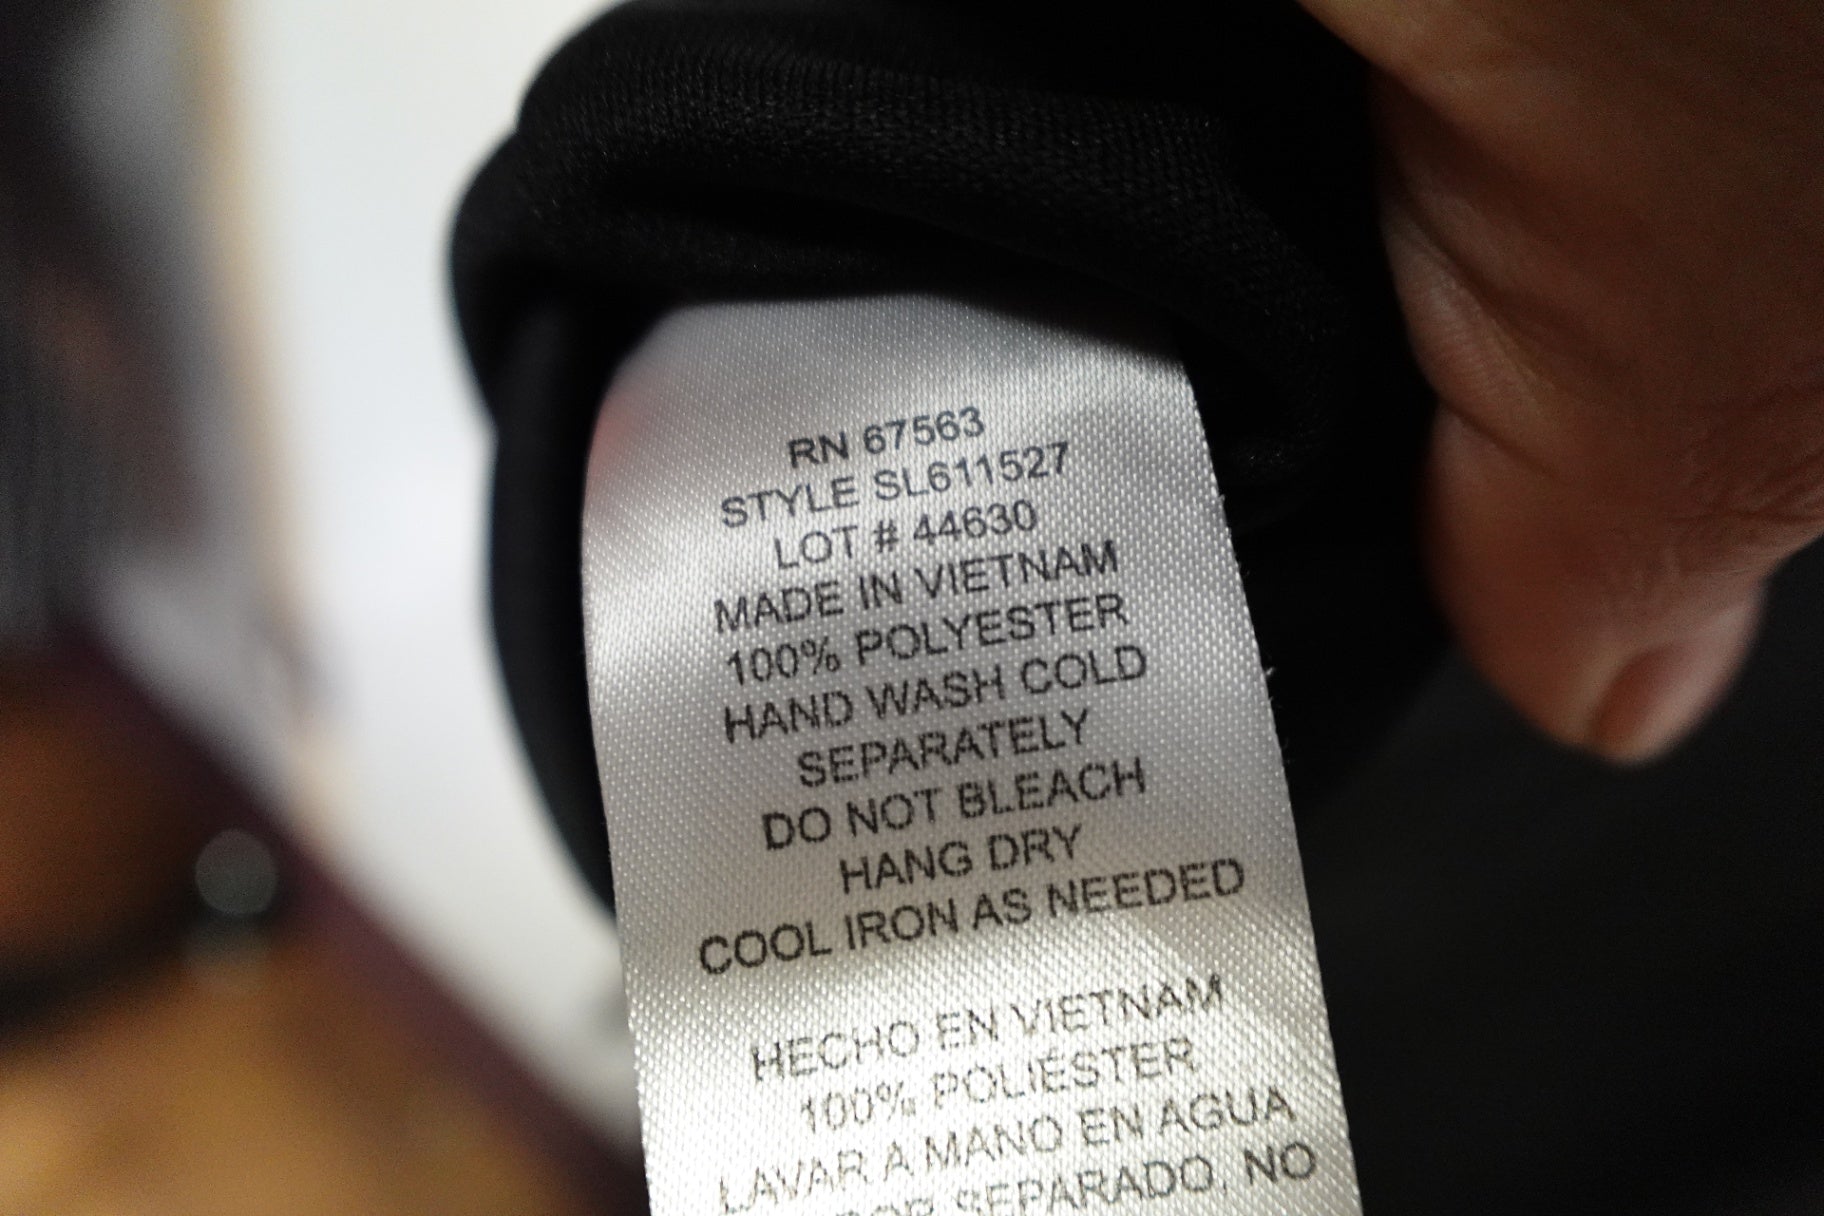 RN 67563
STYLE SL611527
LOT # 44630
MADE IN VIETNAM
100% POLYESTER
HAND WASH COLD
SEPARATELY
DO NOT BLEACH
HANG DRY
COOL IRON AS NEEDED
HECHO EN VIETNAM
100% POLIÉSTER
LAVAR A MANO EN AGUA
SEPARADO, NO